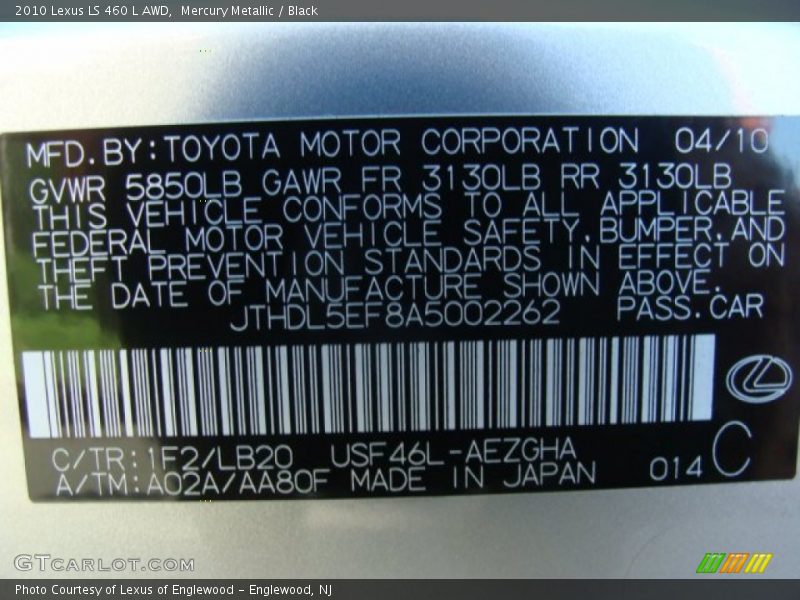 2010 Lexus LS 460 L AWD, Mercury Metallic / Black
MFD.BY:TOYOTA MOTOR CORPORATION 04/10
GVWR 5850LB GAWR FR 3130LB RR 3130LB
THIS VEHICLE CONFORMS TO ALL APPLICABLE
FEDERAL MOTOR VEHICLE SAFETY,BUMPER,AND
THEFT PREVENTION STANDARDS IN EFFECT ON
THE DATE OF MANUFACTURE SHOWN ABOVE.
JTHDL5EF8A5002262 PASS.CAR
C/TR:1F2/LB20 USF46L-AEZGHA
A/TM:A02A/AA80F MADE IN JAPAN 014 C
GTCARLOT.COM
Photo Courtesy of Lexus of Englewood - Englewood, NJ